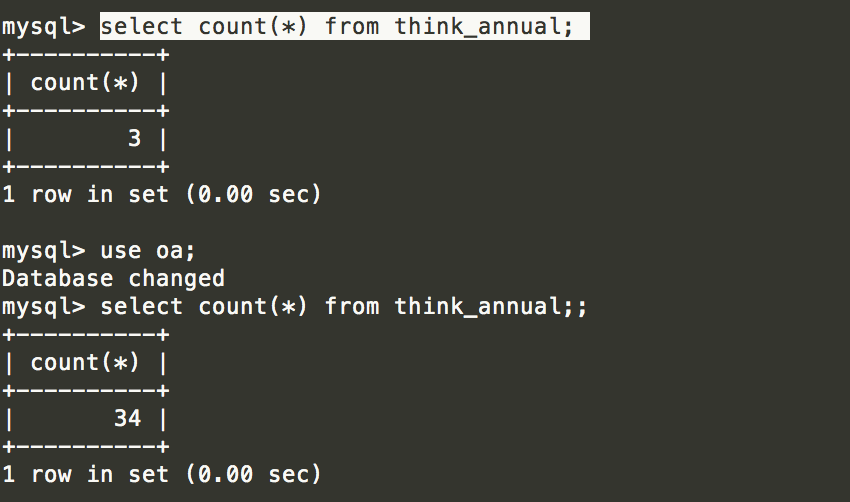 mysql> select count(*) from think_annual;
+----------+
| count(*) |
+----------+
|        3 |
+----------+
1 row in set (0.00 sec)

mysql> use oa;
Database changed
mysql> select count(*) from think_annual;;
+----------+
| count(*) |
+----------+
|       34 |
+----------+
1 row in set (0.00 sec)